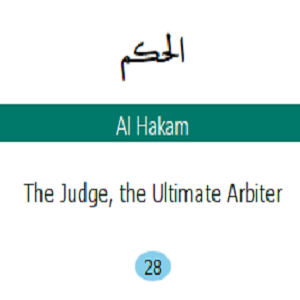 الحكم
Al Hakam
The Judge, the Ultimate Arbiter
28